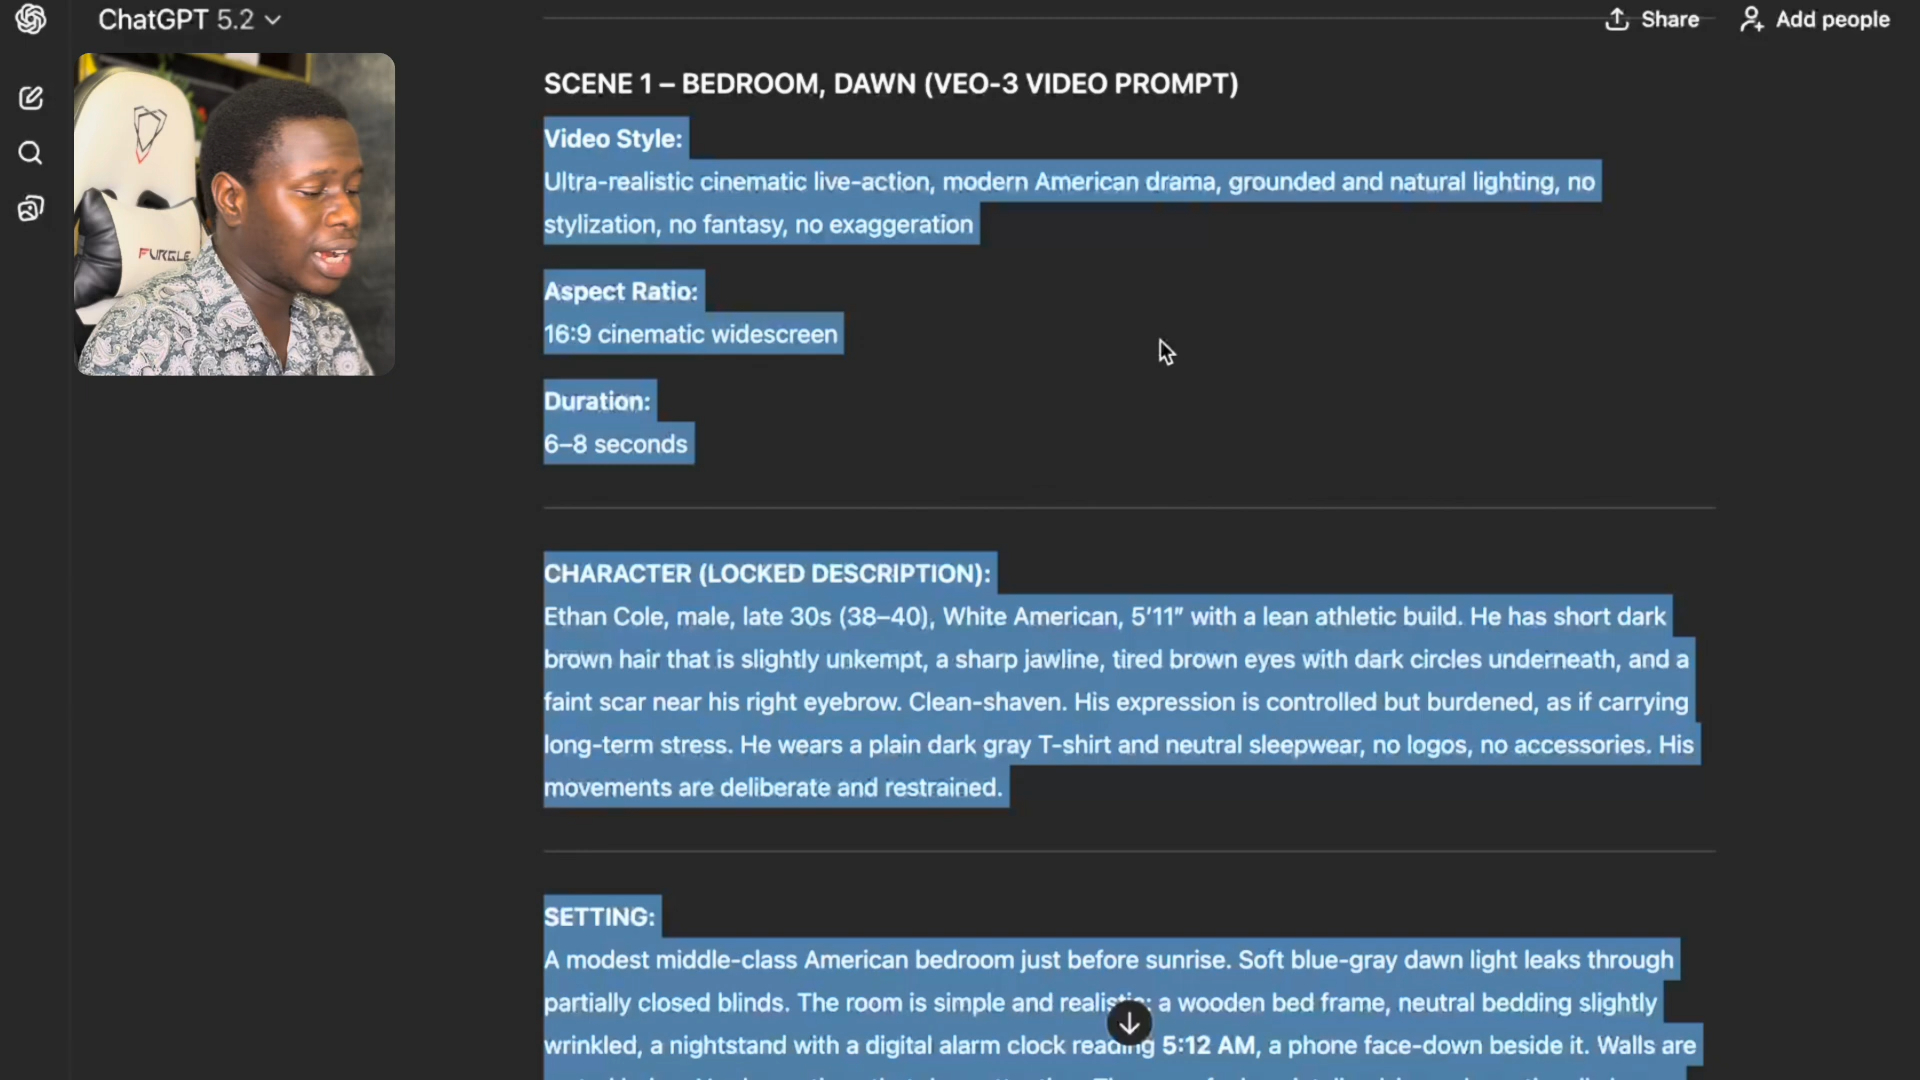 ChatGPT 5.2
Share
Add people
FURGLE
SCENE 1 – BEDROOM, DAWN (VEO-3 VIDEO PROMPT)
Video Style:
Ultra-realistic cinematic live-action, modern American drama, grounded and natural lighting, no
stylization, no fantasy, no exaggeration
Aspect Ratio:
16:9 cinematic widescreen
Duration:
6–8 seconds
CHARACTER (LOCKED DESCRIPTION):
Ethan Cole, male, late 30s (38–40), White American, 5′11″ with a lean athletic build. He has short dark
brown hair that is slightly unkempt, a sharp jawline, tired brown eyes with dark circles underneath, and a
faint scar near his right eyebrow. Clean-shaven. His expression is controlled but burdened, as if carrying
long-term stress. He wears a plain dark gray T-shirt and neutral sleepwear, no logos, no accessories. His
movements are deliberate and restrained.
SETTING:
A modest middle-class American bedroom just before sunrise. Soft blue-gray dawn light leaks through
partially closed blinds. The room is simple and realistic: a wooden bed frame, neutral bedding slightly
wrinkled, a nightstand with a digital alarm clock reading 5:12 AM, a phone face-down beside it. Walls are